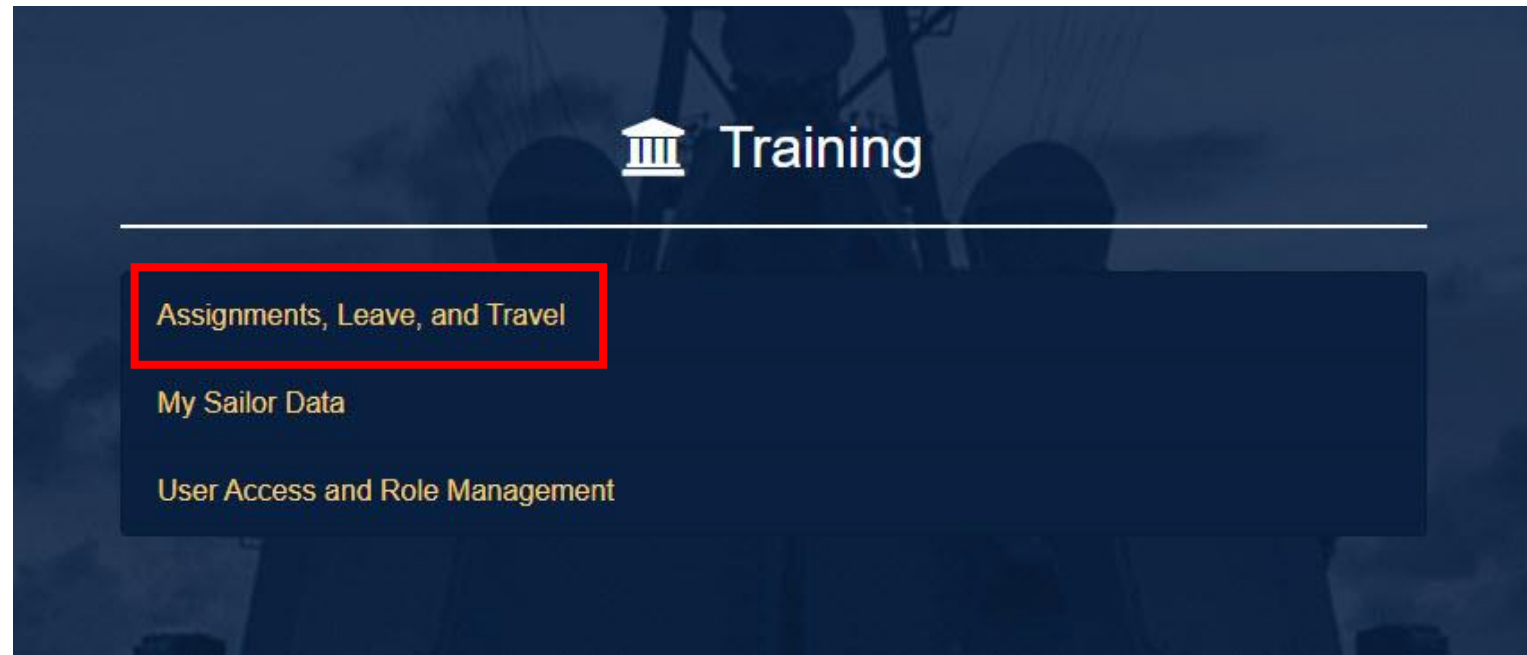 Training
Assignments, Leave, and Travel
My Sailor Data
User Access and Role Management